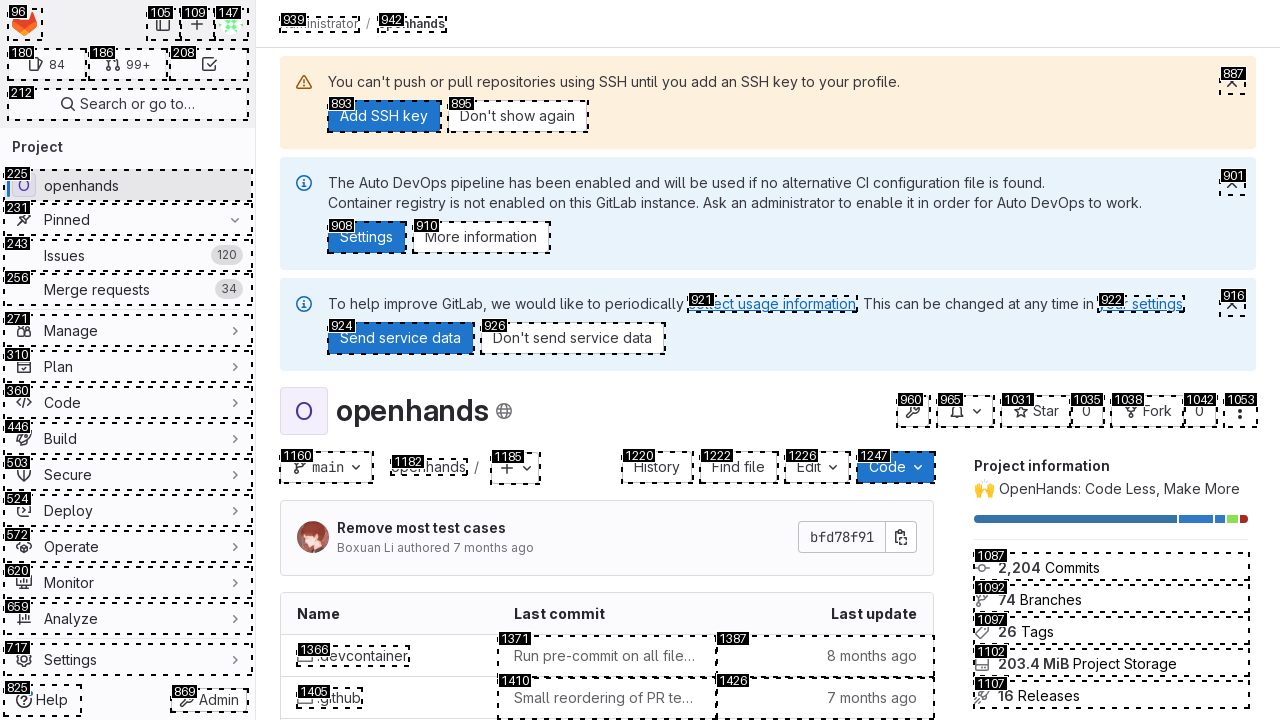 96
105
109
147
180
84
186
99+
208
212
Search or go to…
Project
225
O
openhands
231
Pinned
243
Issues
120
256
Merge requests
34
271
Manage
310
Plan
360
Code
446
Build
503
Secure
524
Deploy
572
Operate
620
Monitor
659
Analyze
717
Settings
825
Help
869
Admin
939
/
942
openhands
You can't push or pull repositories using SSH until you add an SSH key to your profile.
887
893
Add SSH key
895
Don't show again
The Auto DevOps pipeline has been enabled and will be used if no alternative CI configuration file is found.
901
Container registry is not enabled on this GitLab instance. Ask an administrator to enable it in order for Auto DevOps to work.
908
Settings
910
More information
To help improve GitLab, we would like to periodically
921
collect usage information. This can be changed at any time in
922
your settings.
916
924
Send service data
926
Don't send service data
O
openhands
960
965
1031
Star
1035
0
1038
Fork
1042
0
1053
1160
main
1182
openhands
/
1185
1220
History
1222
Find file
1226
Edit
1247
Code
Remove most test cases
Boxuan Li authored 7 months ago
bfd78f91
Name
Last commit
Last update
1366
.devcontainer
1371
Run pre-commit on all file…
1387
8 months ago
1405
.github
1410
Small reordering of PR te…
1426
7 months ago
Project information
🙌 OpenHands: Code Less, Make More
1087
2,204 Commits
1092
74 Branches
1097
26 Tags
1102
203.4 MiB Project Storage
1107
16 Releases